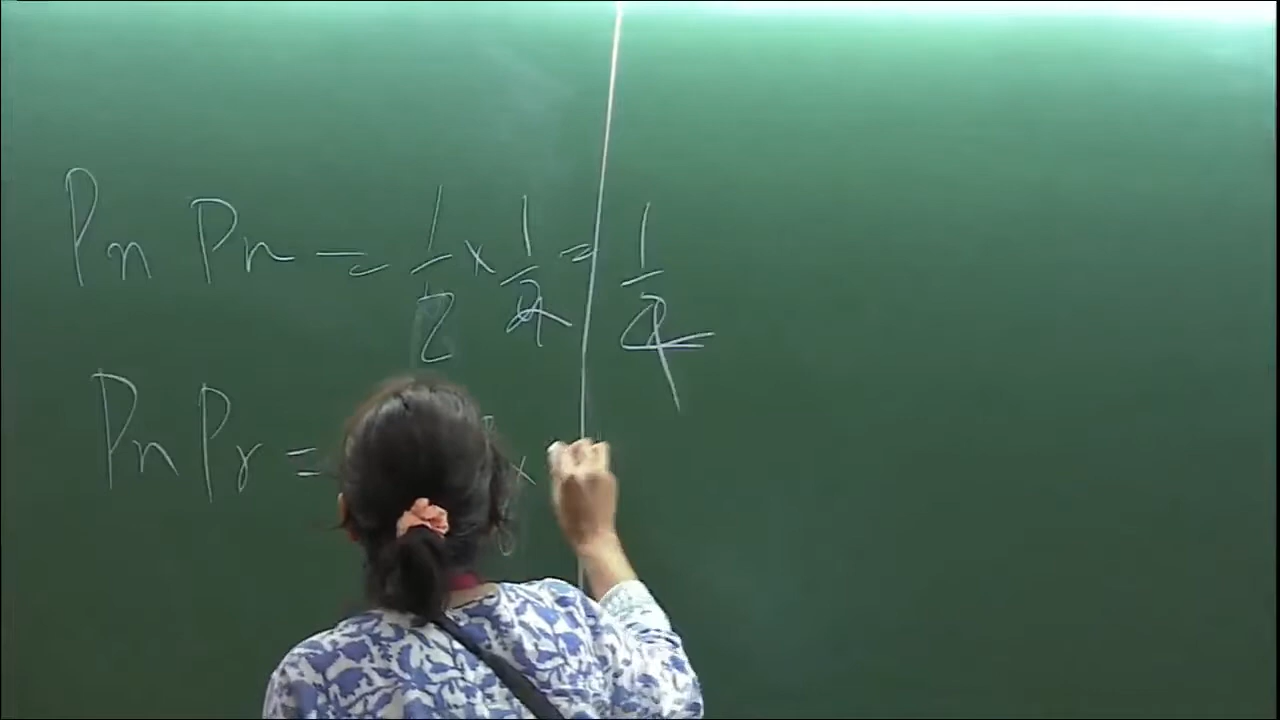 Pn Pn = 1/2 × 1/2 = 1/4
Pn Pr = ×